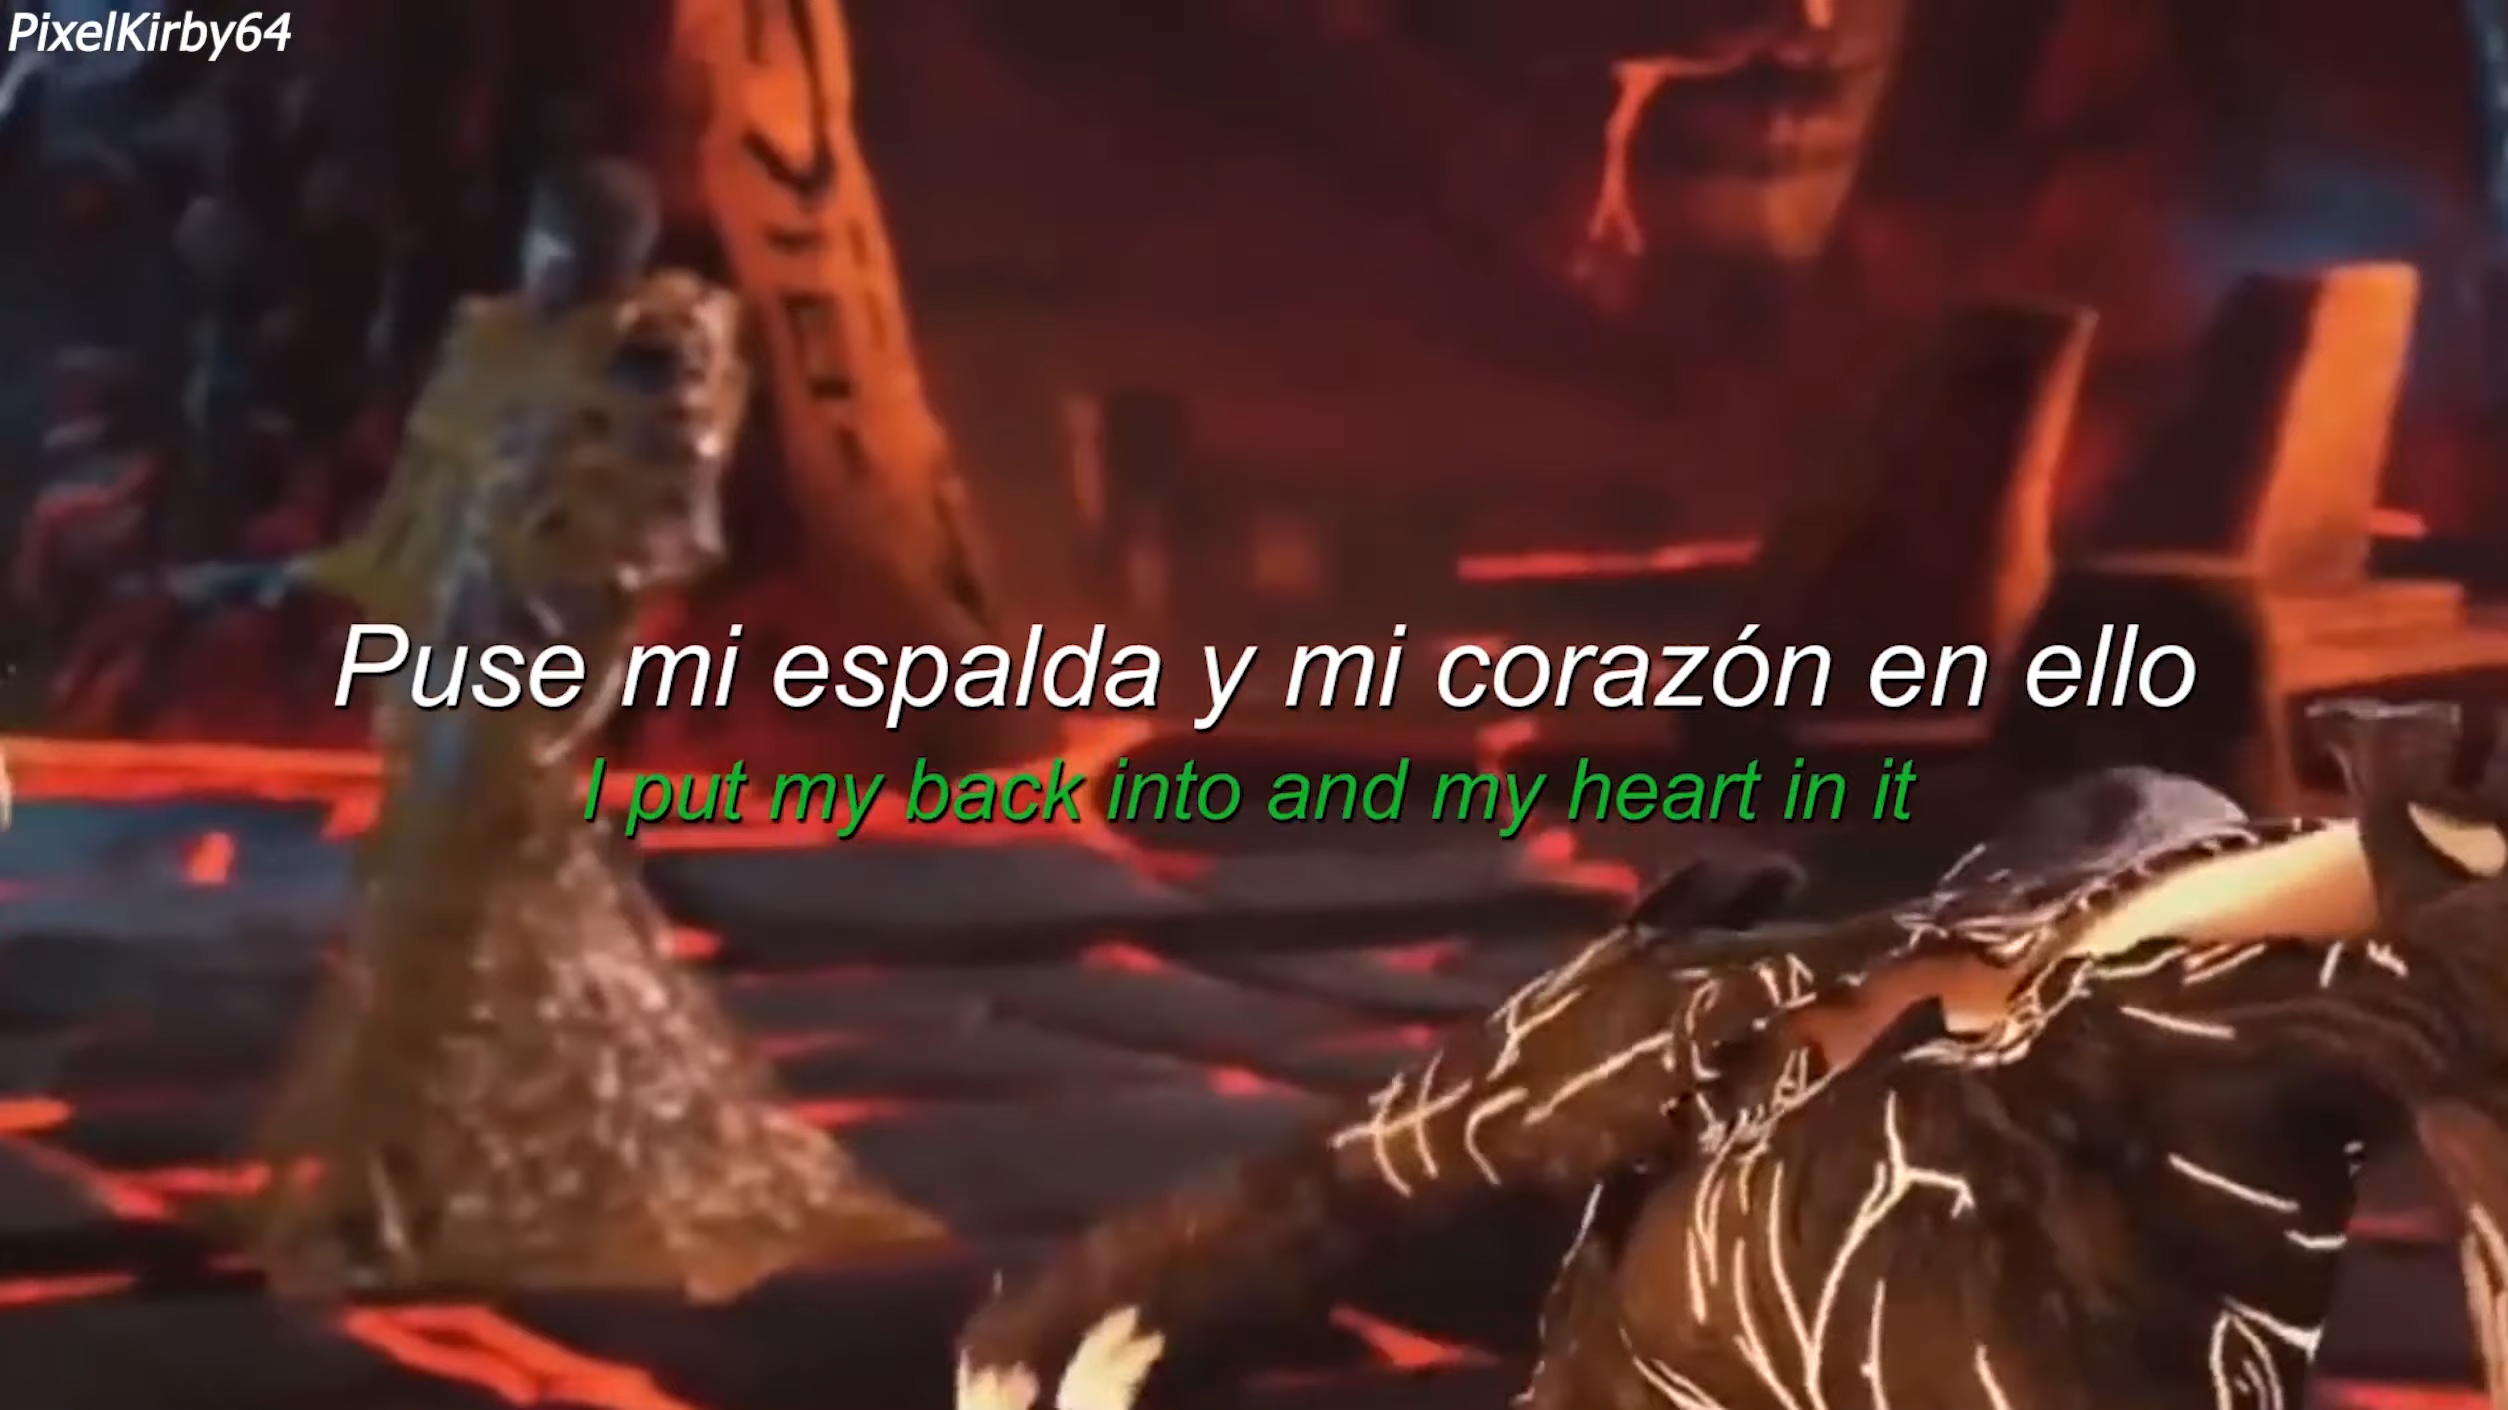 PixelKirby64
Puse mi espalda y mi corazón en ello
I put my back into and my heart in it